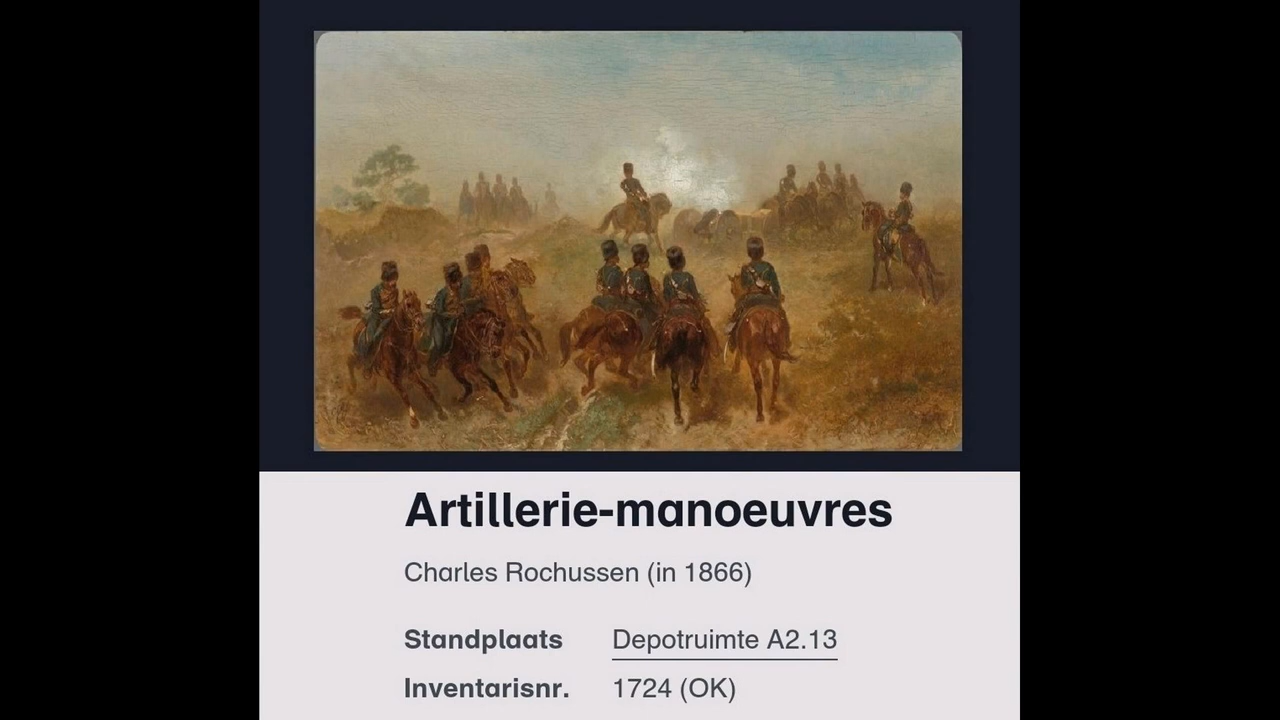 Artillerie-manoeuvres
Charles Rochussen (in 1866)
Standplaats Depotruimte A2.13
Inventarisnr. 1724 (OK)